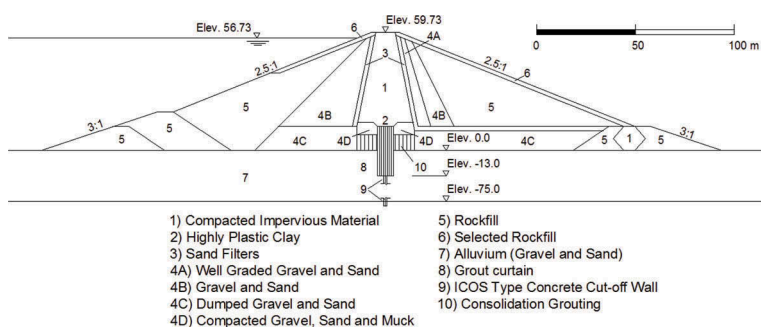 Elev. 56.73
Elev. 59.73
6
4A
3
0 50 100 m
2.5:1
2.5:1
6
1
5
4B
4B
5
3:1
5
5
2
4C
4D
4D
Elev. 0.0
4C
5
1
5
3:1
7
8
10
Elev. -13.0
9
Elev. -75.0
1) Compacted Impervious Material
2) Highly Plastic Clay
3) Sand Filters
4A) Well Graded Gravel and Sand
4B) Gravel and Sand
4C) Dumped Gravel and Sand
4D) Compacted Gravel, Sand and Muck
5) Rockfill
6) Selected Rockfill
7) Alluvium (Gravel and Sand)
8) Grout curtain
9) ICOS Type Concrete Cut-off Wall
10) Consolidation Grouting